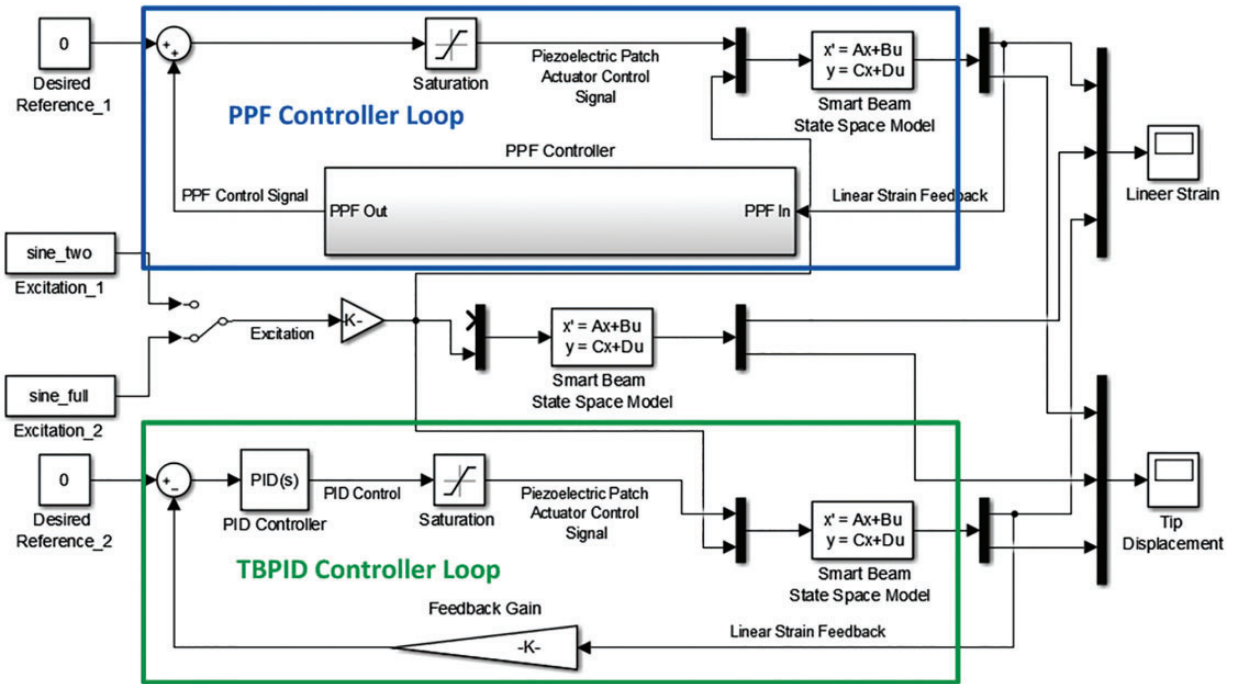 0
Desired
Reference_1
+
+
Saturation
Piezoelectric Patch
Actuator Control
Signal
x' = Ax+Bu
y = Cx+Du
Smart Beam
State Space Model
PPF Controller Loop
PPF Controller
PPF Control Signal
PPF Out
PPF In
Linear Strain Feedback
Lineer Strain
sine_two
Excitation_1
Excitation
-K-
x' = Ax+Bu
y = Cx+Du
Smart Beam
State Space Model
sine_full
Excitation_2
0
Desired
Reference_2
+
−
PID(s)
PID Controller
PID Control
Saturation
Piezoelectric Patch
Actuator Control
Signal
x' = Ax+Bu
y = Cx+Du
Smart Beam
State Space Model
Tip
Displacement
TBPID Controller Loop
Feedback Gain
-K-
Linear Strain Feedback